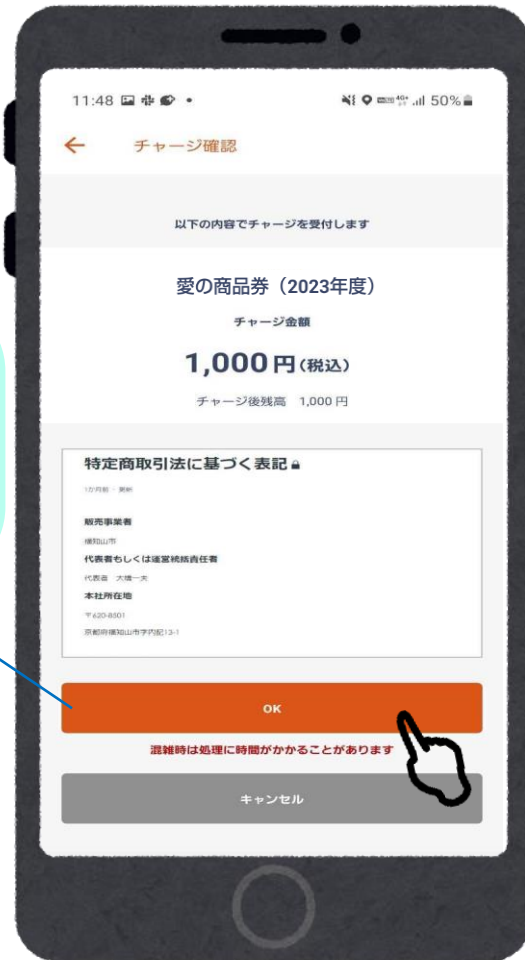 11:48
50%
チャージ確認
以下の内容でチャージを受付します
愛の商品券（2023年度）
チャージ金額
1,000円(税込)
チャージ後残高 1,000 円
特定商取引法に基づく表記
1か月前 · 更新
販売事業者
福知山市
代表者もしくは運営統括責任者
代表者 大橋一夫
本社所在地
〒620-8501
京都府福知山市字内記13-1
OK
混雑時は処理に時間がかかることがあります
キャンセル